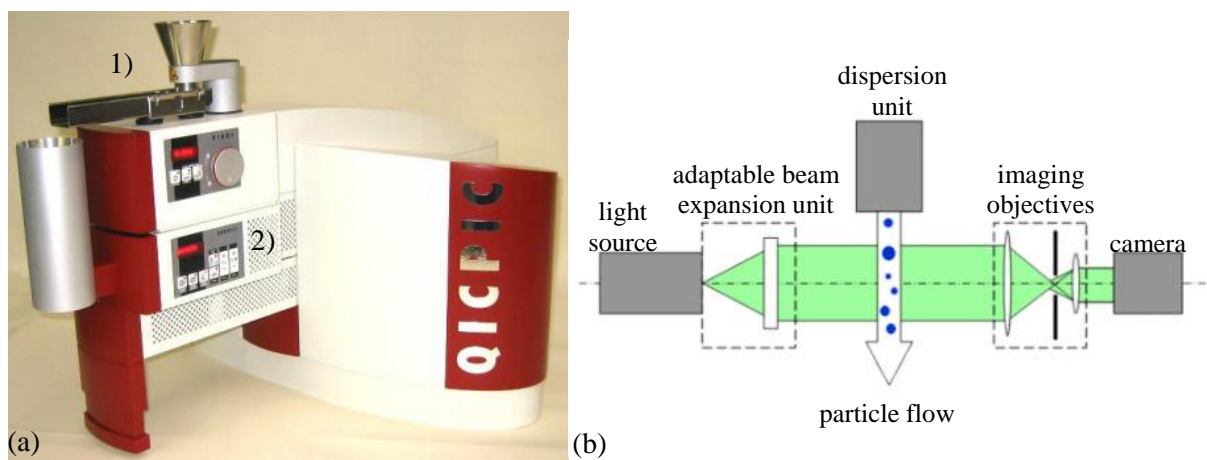 1)
2)
QICPIC
(a)
dispersion
unit
adaptable beam
expansion unit
imaging
objectives
light
source
camera
particle flow
(b)